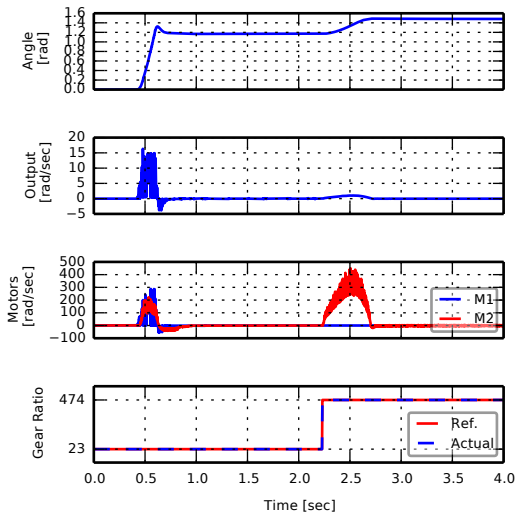 1.6
1.4
1.2
1.0
0.8
0.6
0.4
0.2
0.0
Angle
[rad]
20
15
10
5
0
−5
Output
[rad/sec]
500
400
300
200
100
0
−100
Motors
[rad/sec]
M1
M2
474
23
Gear Ratio
Ref.
Actual
0.0 0.5 1.0 1.5 2.0 2.5 3.0 3.5 4.0
Time [sec]